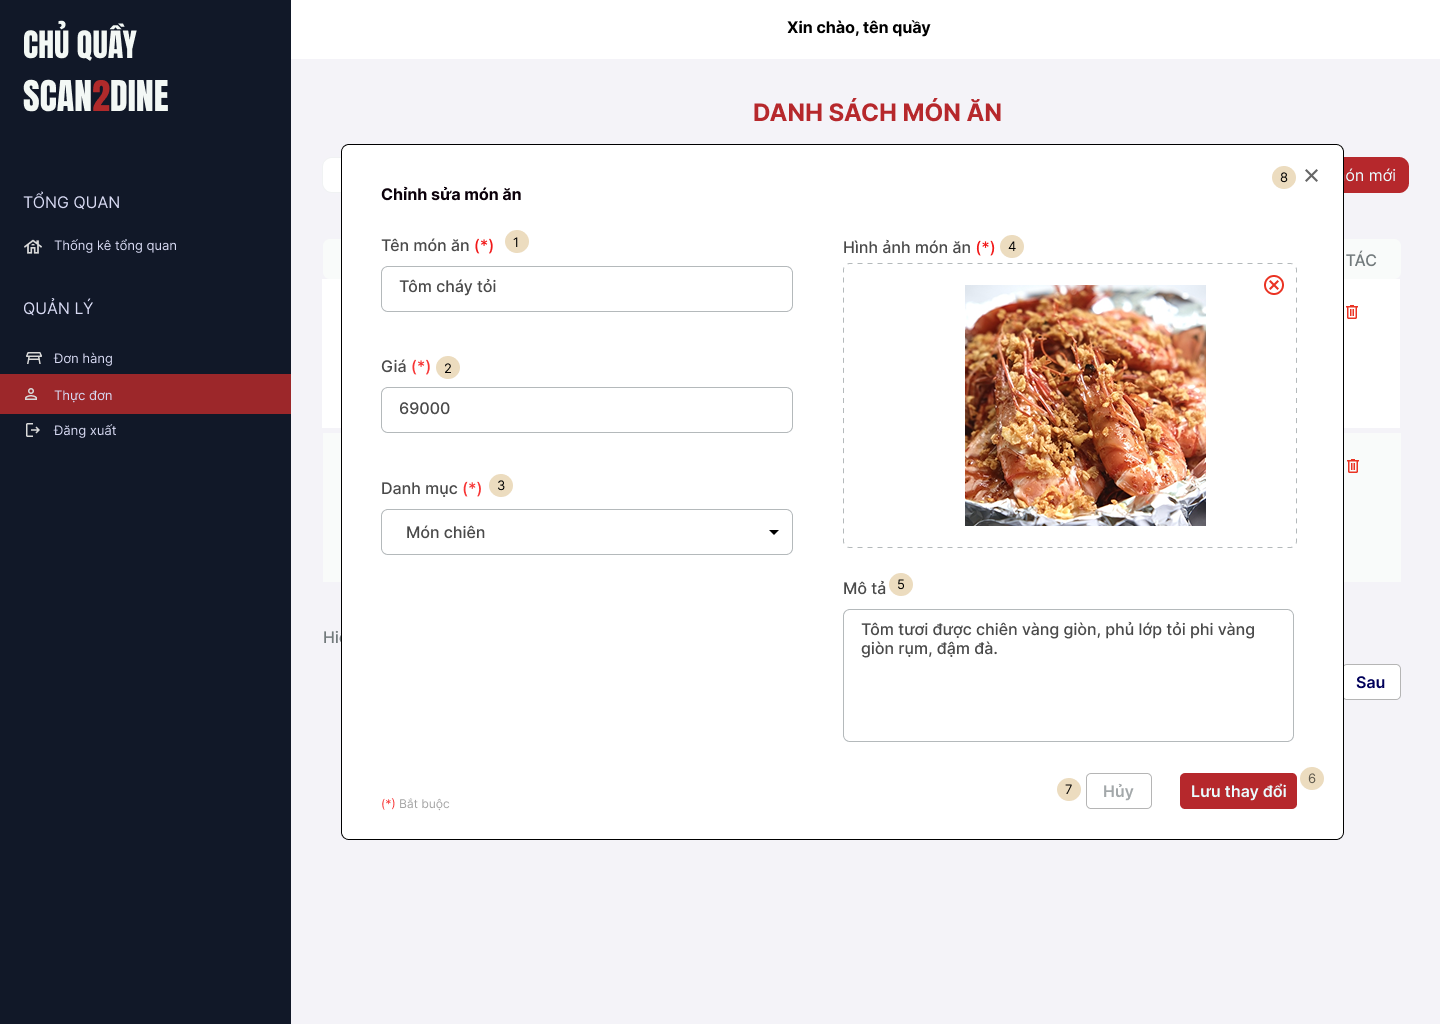 CHỦ QUẦY
SCAN2DINE
TỔNG QUAN
Thống kê tổng quan
QUẢN LÝ
Đơn hàng
Thực đơn
Đăng xuất
Xin chào, tên quầy
DANH SÁCH MÓN ĂN
ón mới
TÁC
Sau
8
Chỉnh sửa món ăn
Tên món ăn (*) 1
Tôm cháy tỏi
Giá (*) 2
69000
Danh mục (*) 3
Món chiên
Hình ảnh món ăn (*) 4
Mô tả 5
Tôm tươi được chiên vàng giòn, phủ lớp tỏi phi vàng
giòn rụm, đậm đà.
(*) Bắt buộc
7 Hủy
Lưu thay đổi 6